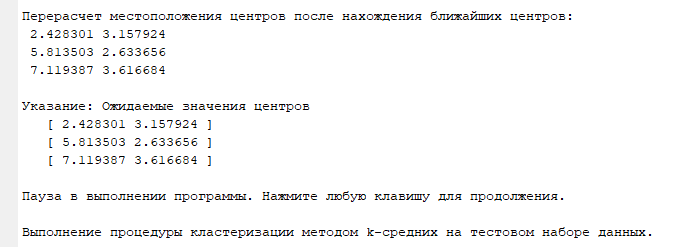 Перерасчет местоположения центров после нахождения ближайших центров:
2.428301 3.157924
5.813503 2.633656
7.119387 3.616684
Указание: Ожидаемые значения центров
[ 2.428301 3.157924 ]
[ 5.813503 2.633656 ]
[ 7.119387 3.616684 ]
Пауза в выполнении программы. Нажмите любую клавишу для продолжения.
Выполнение процедуры кластеризации методом k-средних на тестовом наборе данных.